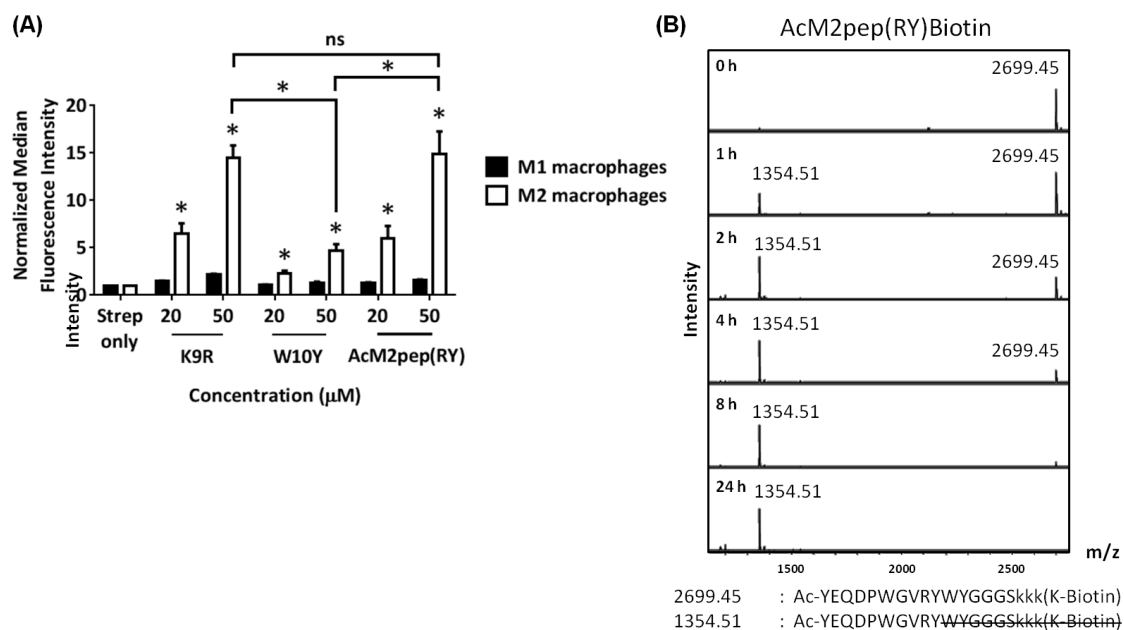 (A)
ns
*
*
Normalized Median
Fluorescence Intensity
Intensity
20
15
10
5
0
*
*
*
*
*
*
M1 macrophages
M2 macrophages
Strep
only
20 50 20 50 20 50
K9R W10Y AcM2pep(RY)
Concentration (μM)
(B)
AcM2pep(RY)Biotin
Intensity
0 h 2699.45
1 h 1354.51 2699.45
2 h 1354.51 2699.45
4 h 1354.51 2699.45
8 h 1354.51
24 h 1354.51
1500 2000 2500
m/z
2699.45 : Ac-YEQDPWGVRYWYGGGSkkk(K-Biotin)
1354.51 : Ac-YEQDPWGVRYWYGGGSkkk(K-Biotin)